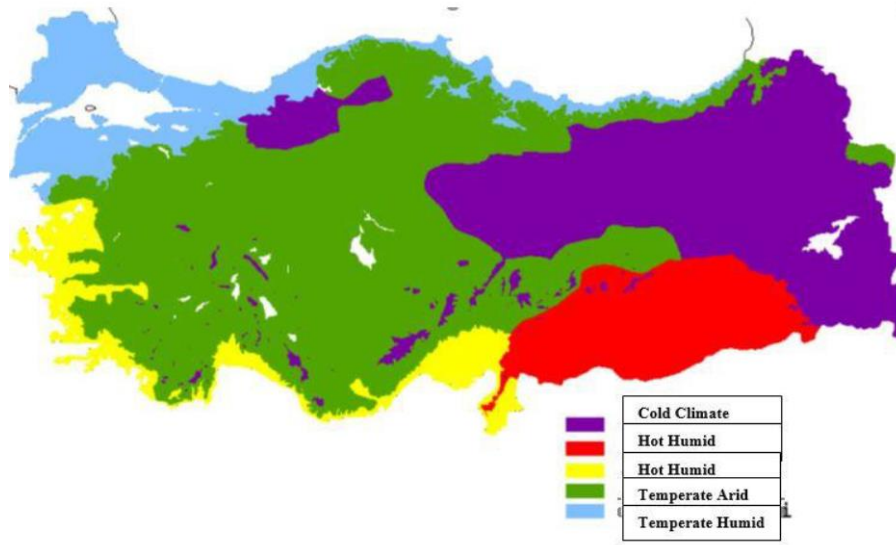 Cold Climate
Hot Humid
Hot Humid
Temperate Arid
Temperate Humid